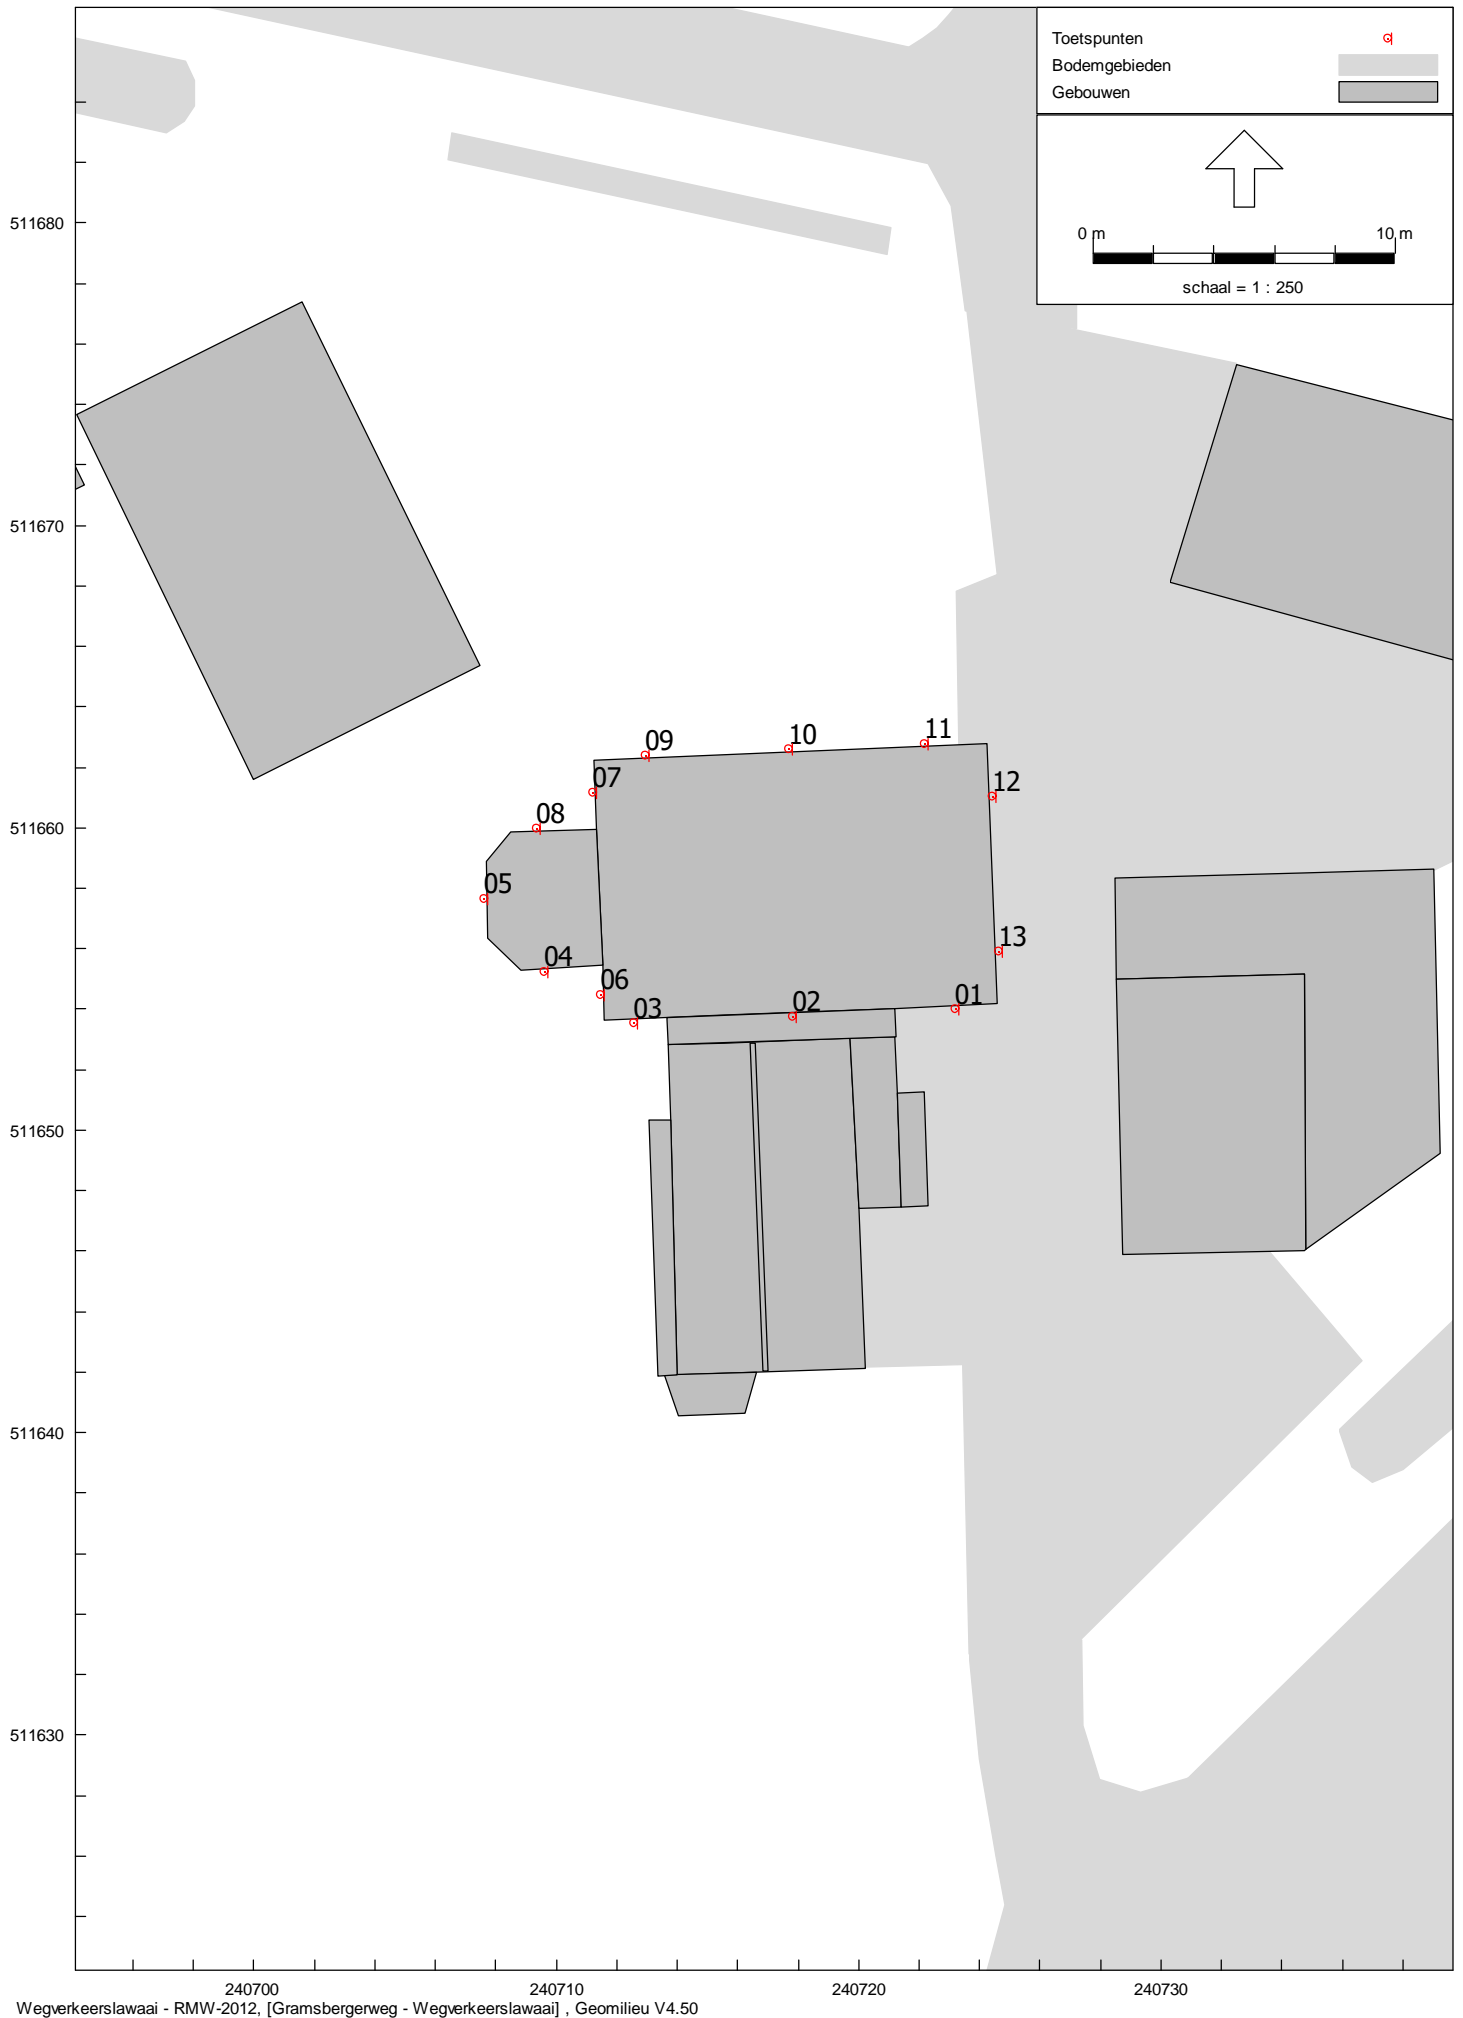 Toetspunten
Bodemgebieden
Gebouwen
0 m 10 m
schaal = 1 : 250
511680
511670
511660
511650
511640
511630
09
10
11
07
12
08
05
13
04
06
03
02
01
240700 240710 240720 240730
Wegverkeerslawaai - RMW-2012, [Gramsbergerweg - Wegverkeerslawaai] , Geomilieu V4.50